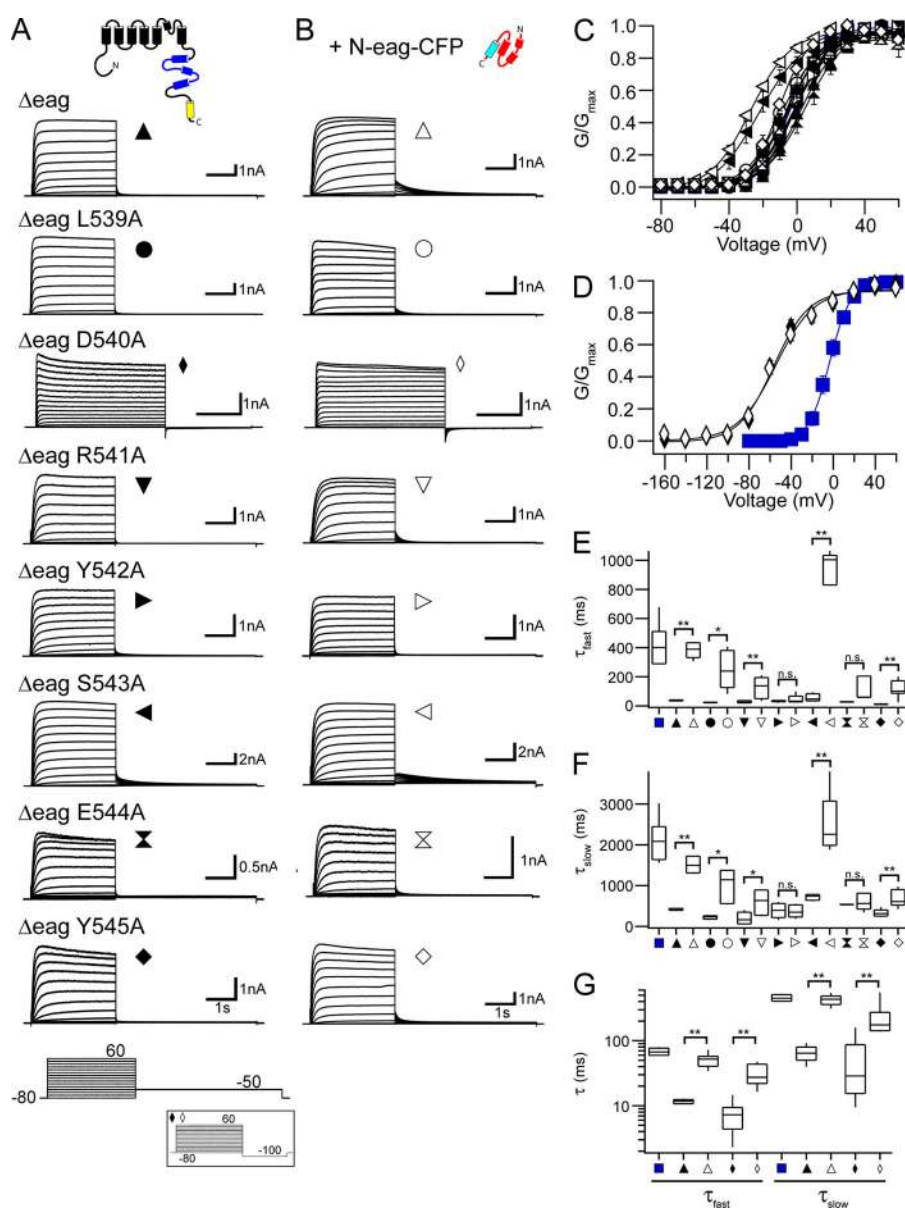 A
N
C
Δeag
1nA
Δeag L539A
1nA
Δeag D540A
1nA
Δeag R541A
1nA
Δeag Y542A
1nA
Δeag S543A
2nA
Δeag E544A
0.5nA
Δeag Y545A
1nA
1s
60
-80
-50
60
-80
-100
B
+ N-eag-CFP
N
C
1nA
1nA
1nA
1nA
1nA
2nA
1nA
1nA
1s
C
G/Gmax
1.0
0.8
0.6
0.4
0.2
0.0
-80 -40 0 40
Voltage (mV)
D
G/Gmax
1.0
0.8
0.6
0.4
0.2
0.0
-160 -120 -80 -40 0 40
Voltage (mV)
E
τfast (ms)
1000
800
600
400
200
0
** * ** n.s. ** n.s. **
F
τslow (ms)
3000
2000
1000
0
** * * n.s. ** n.s. **
G
τ (ms)
100
10
** ** ** **
τfast τslow